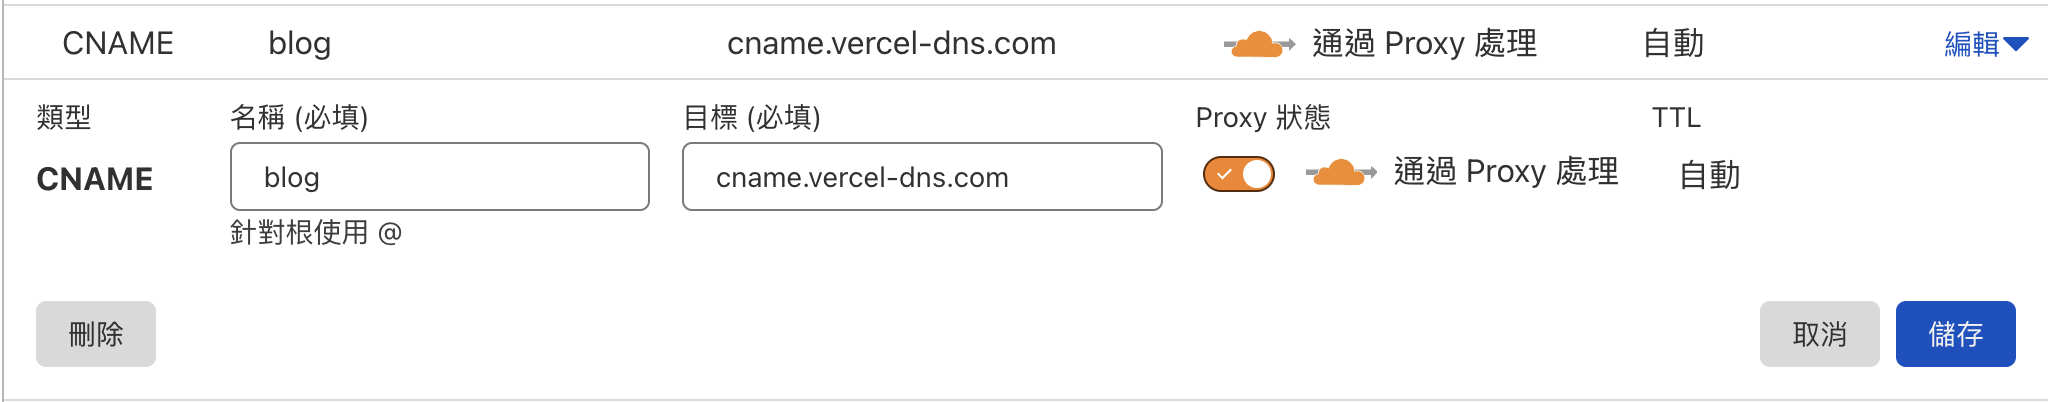 CNAME blog cname.vercel-dns.com 通過 Proxy 處理 自動 編輯
類型 名稱 (必填) 目標 (必填) Proxy 狀態 TTL
CNAME blog cname.vercel-dns.com 通過 Proxy 處理 自動
針對根使用 @
刪除 取消 儲存